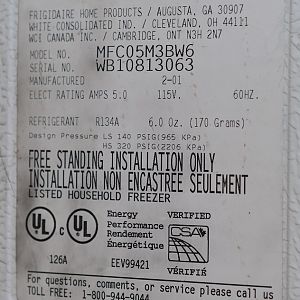 FRIGIDAIRE HOME PRODUCTS / AUGUSTA, GA 30907
WHITE CONSOLIDATED IND. / CLEVELAND, OH 44111
WCI CANADA INC. / CAMBRIDGE, ONT N3H 2N7
MODEL NO. MFC05M3BW6
SERIAL NO. WB10813063
MANUFACTURED 2-01
ELECT RATING AMPS 5.0 115V. 60HZ.
REFRIGERANT R134A 6.0 Oz. (170 Grams)
Design Pressure LS 140 PSIG(965 KPa)
HS 320 PSIG(2206 KPa)
FREE STANDING INSTALLATION ONLY
INSTALLATION NON ENCASTREE SEULEMENT
LISTED HOUSEHOLD FREEZER
UL
UL
Energy VERIFIED
Performance
Rendement
Énergétique
CSA
VÉRIFIÉ
126A EEV99421
For questions, comments, or service please call
TOLL FREE: 1-800-944-9044